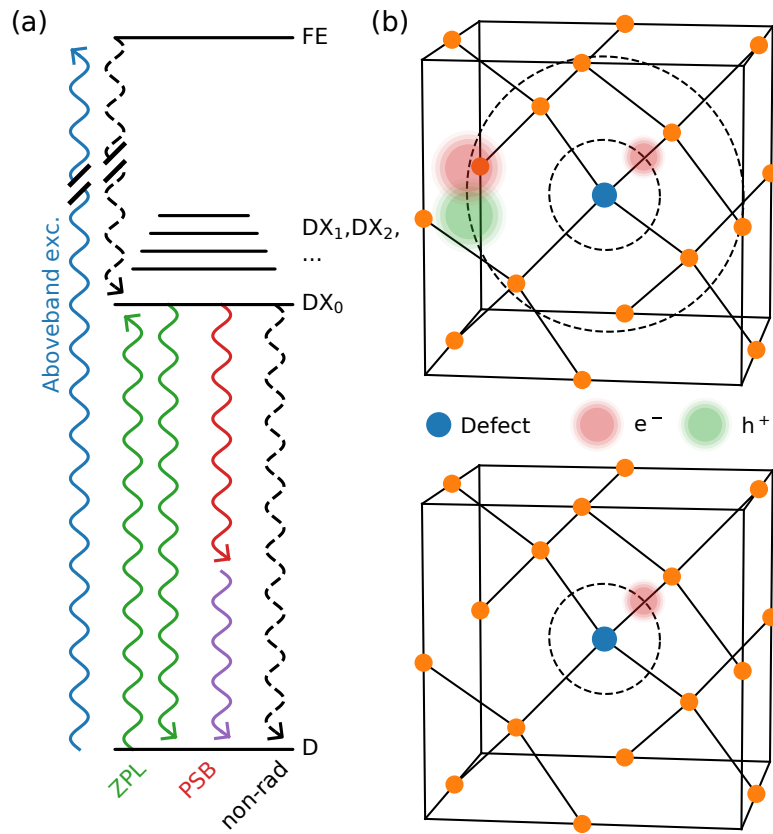 (a)
FE
Aboveband exc.
DX₁,DX₂,
...
DX₀
D
ZPL
PSB
non-rad
(b)
Defect
e⁻
h⁺